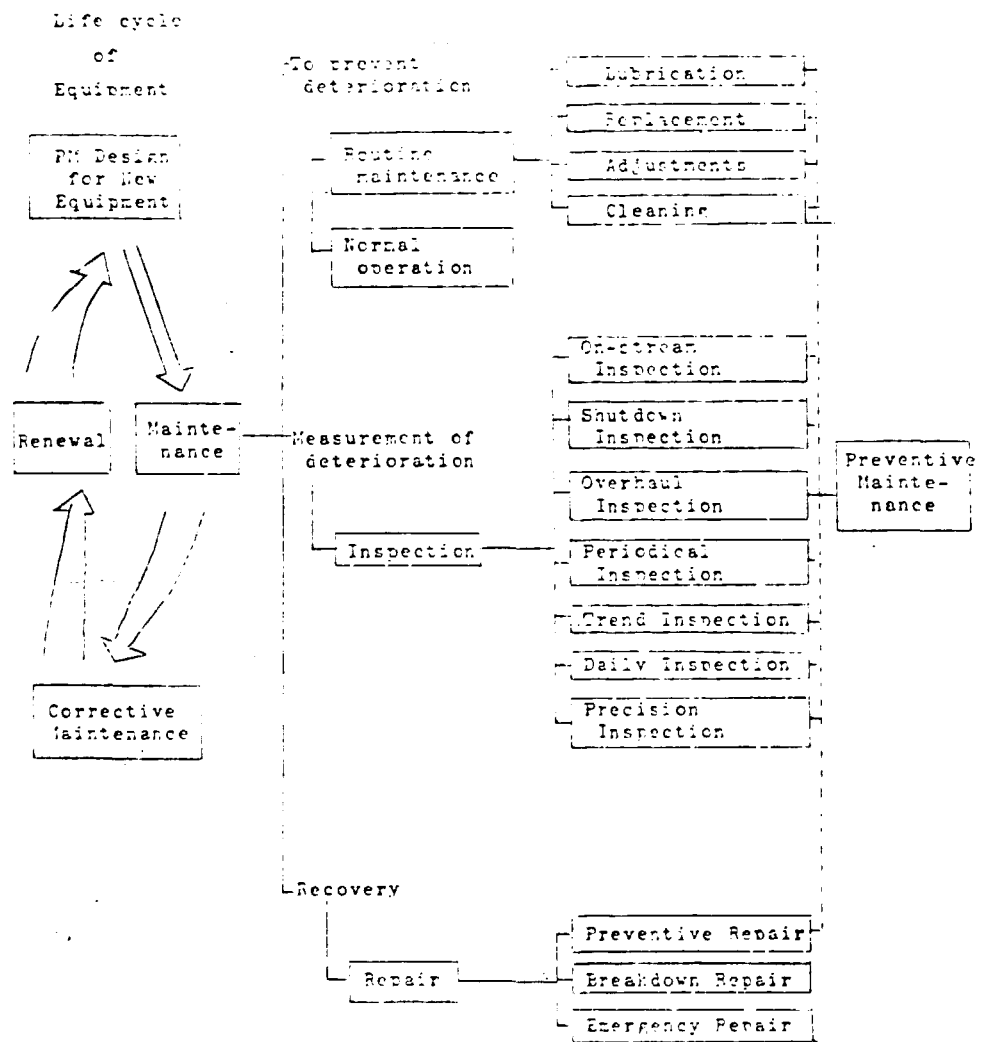 Life cycle
of
Equipment
PM Design
for New
Equipment
Renewal
Mainte-
nance
Corrective
Maintenance
To prevent
deterioration
Routine
maintenance
Normal
operation
Lubrication
Replacement
Adjustments
Cleaning
Measurement of
deterioration
Inspection
On-stream
Inspection
Shutdown
Inspection
Overhaul
Inspection
Periodical
Inspection
Trend Inspection
Daily Inspection
Precision
Inspection
Preventive
Mainte-
nance
Recovery
Repair
Preventive Repair
Breakdown Repair
Emergency Repair